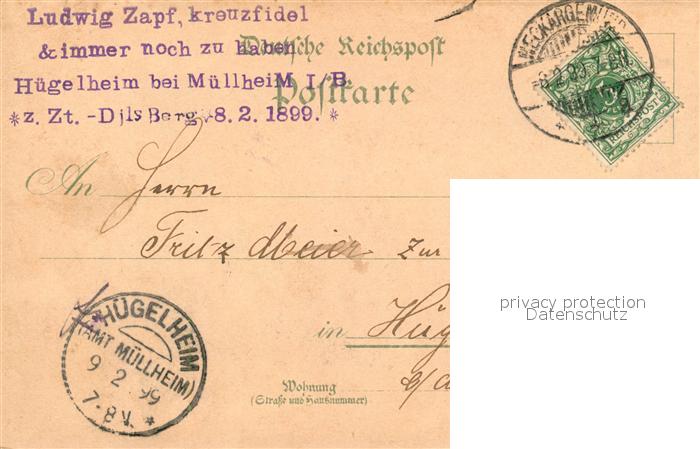 Ludwig Zapf, kreuzfidel
& immer noch zu haben
Deutsche Reichspost
Hügelheim bei Müllheim I/B.
Postkarte
*z. Zt. -Djls Berg, -8. 2. 1899. *
NECKARGEMÜND
REICHSPOST
An Herrn
Fritz Meier zur
HÜGELHEIM
(AMT MÜLLHEIM)
9 2 99
7-8 V. *
in Hüg
Wohnung
(Straße und Hausnummer)
privacy protection
Datenschutz